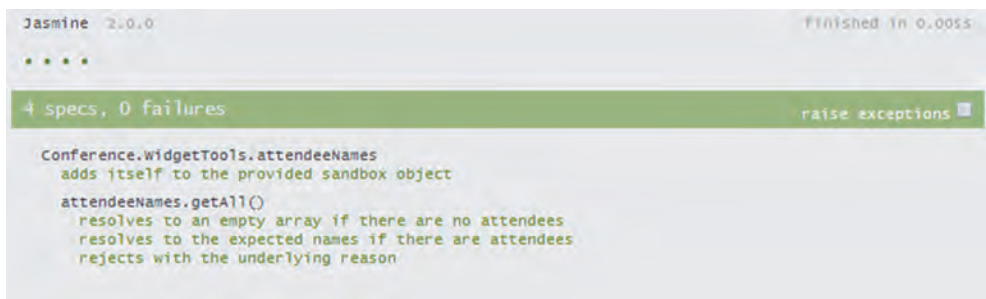 Jasmine 2.0.0
finished in 0.005s
4 specs, 0 failures
raise exceptions
Conference.widgetTools.attendeeNames
adds itself to the provided sandbox object
attendeeNames.getAll()
resolves to an empty array if there are no attendees
resolves to the expected names if there are attendees
rejects with the underlying reason